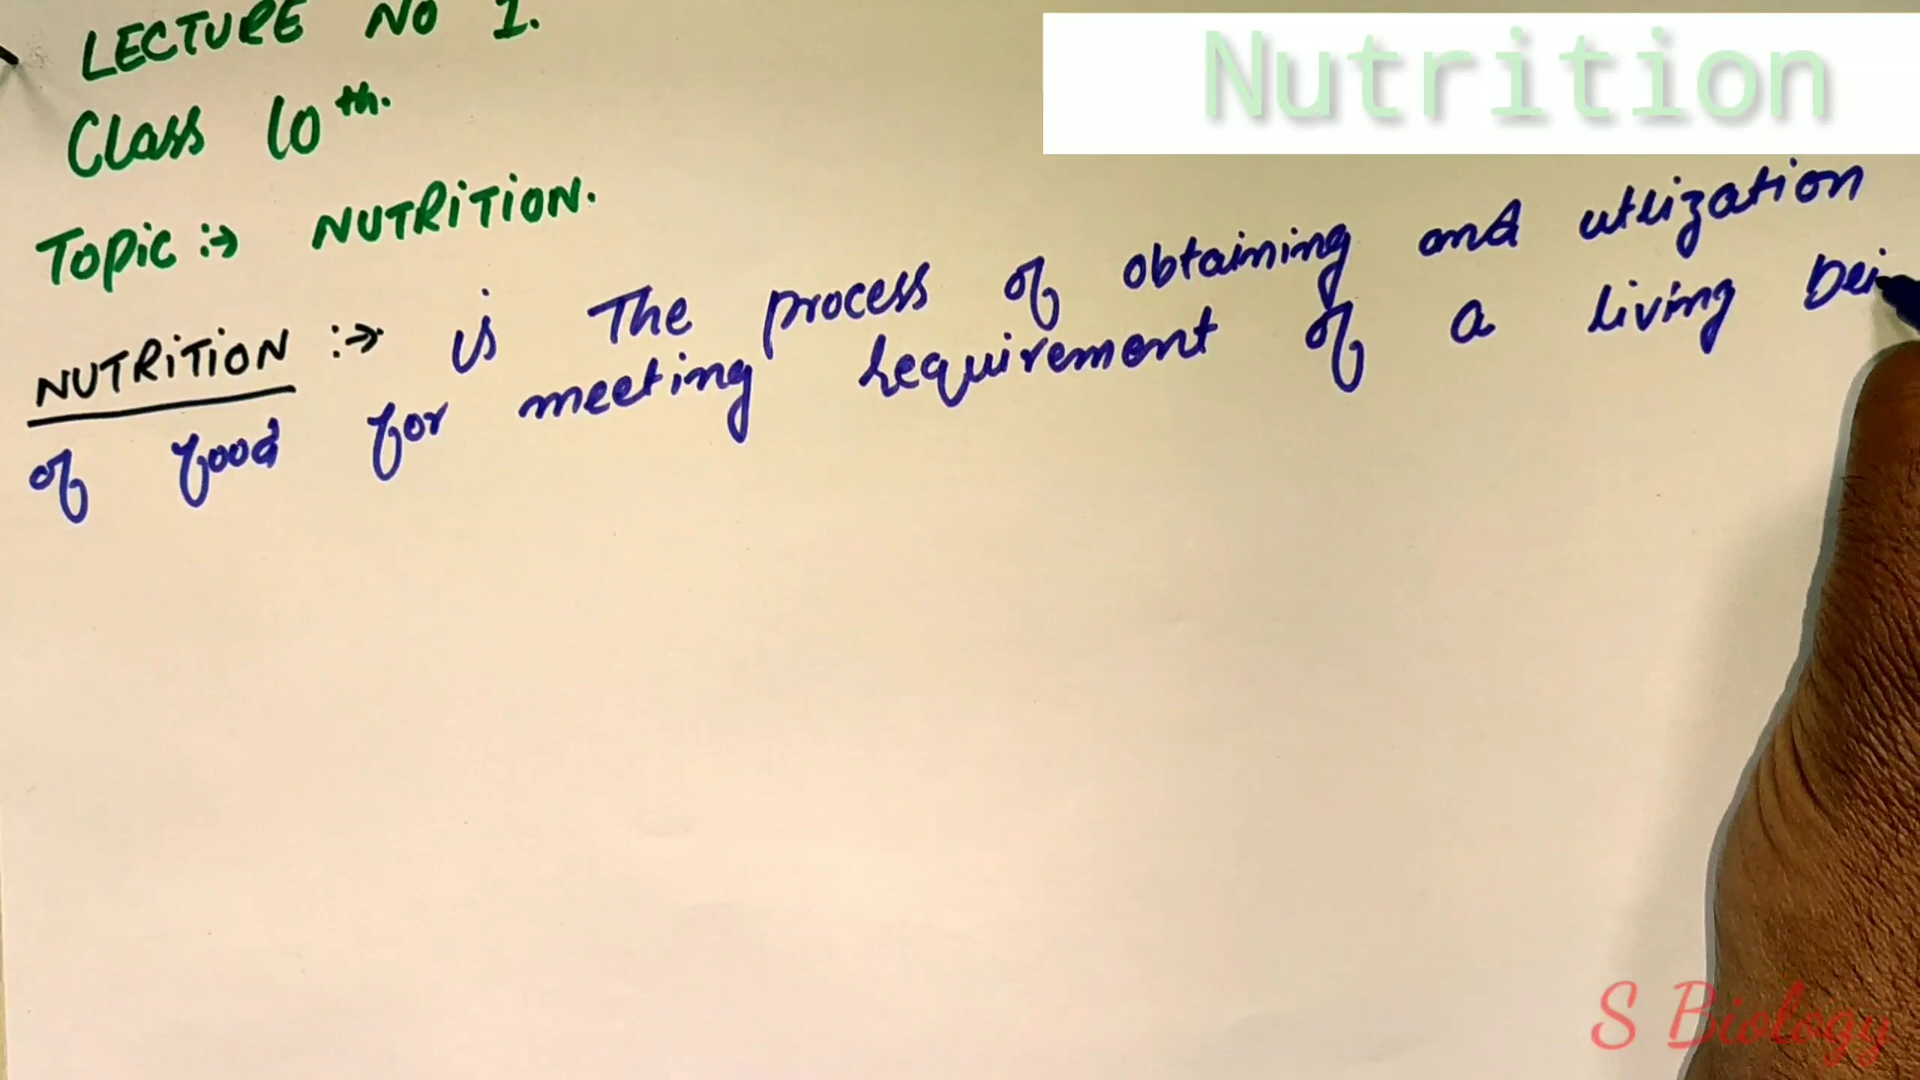 LECTURE NO 1.
Class 10th.
Nutrition
Topic :→ NUTRITION.
NUTRITION :→ is The process of obtaining and utlization
of food for meeting requirement of a living bei
S Biology